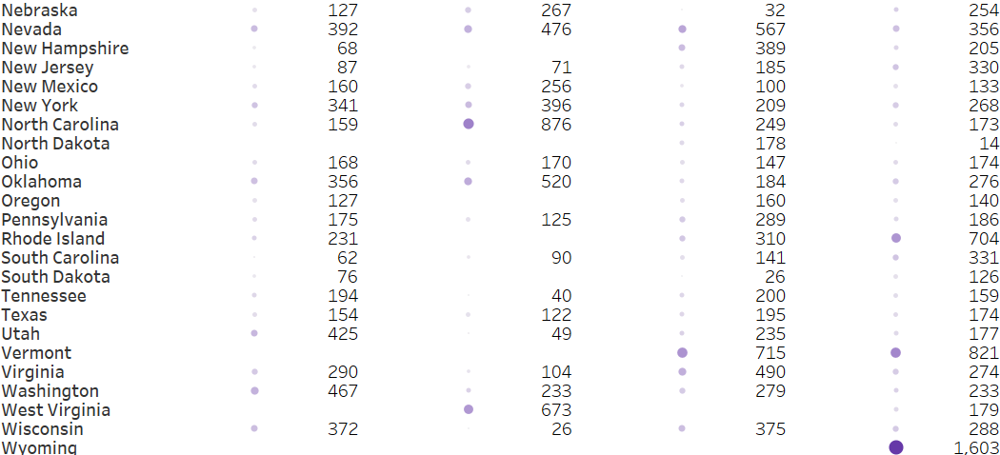 Nebraska 127 267 32 254
Nevada 392 476 567 356
New Hampshire 68 389 205
New Jersey 87 71 185 330
New Mexico 160 256 100 133
New York 341 396 209 268
North Carolina 159 876 249 173
North Dakota 178 14
Ohio 168 170 147 174
Oklahoma 356 520 184 276
Oregon 127 160 140
Pennsylvania 175 125 289 186
Rhode Island 231 310 704
South Carolina 62 90 141 331
South Dakota 76 26 126
Tennessee 194 40 200 159
Texas 154 122 195 174
Utah 425 49 235 177
Vermont 715 821
Virginia 290 104 490 274
Washington 467 233 279 233
West Virginia 673 179
Wisconsin 372 26 375 288
Wyoming 1,603